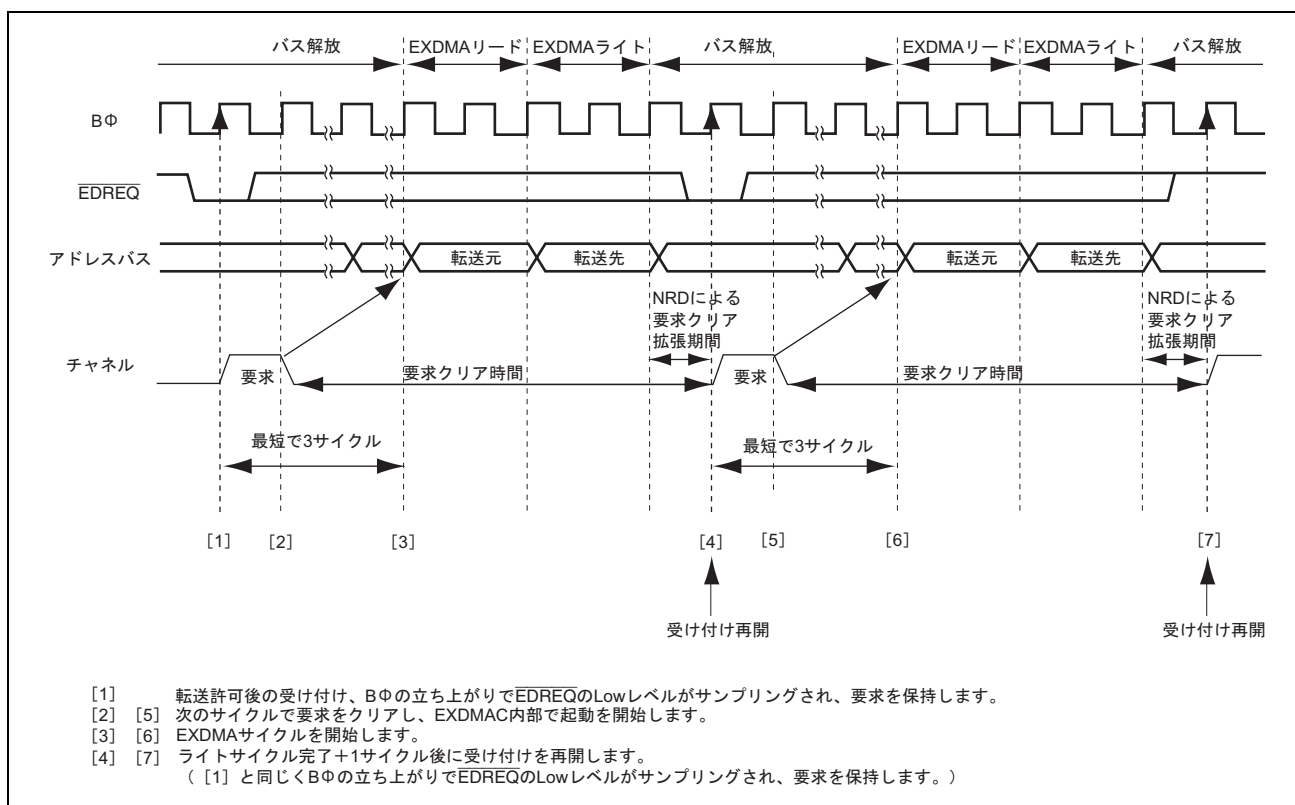 バス解放 EXDMAリード EXDMAライト バス解放 EXDMAリード EXDMAライト バス解放
BΦ
EDREQ
アドレスバス 転送元 転送先 転送元 転送先
NRDによる
要求クリア
拡張期間
NRDによる
要求クリア
拡張期間
チャネル 要求 要求クリア時間 要求 要求クリア時間
最短で3サイクル 最短で3サイクル
[1] [2] [3] [4] [5] [6] [7]
受け付け再開 受け付け再開
[1] 転送許可後の受け付け、BΦの立ち上がりでEDREQのLowレベルがサンプリングされ、要求を保持します。
[2] [5] 次のサイクルで要求をクリアし、EXDMAC内部で起動を開始します。
[3] [6] EXDMAサイクルを開始します。
[4] [7] ライトサイクル完了+1サイクル後に受け付けを再開します。
([1]と同じくBΦの立ち上がりでEDREQのLowレベルがサンプリングされ、要求を保持します。)